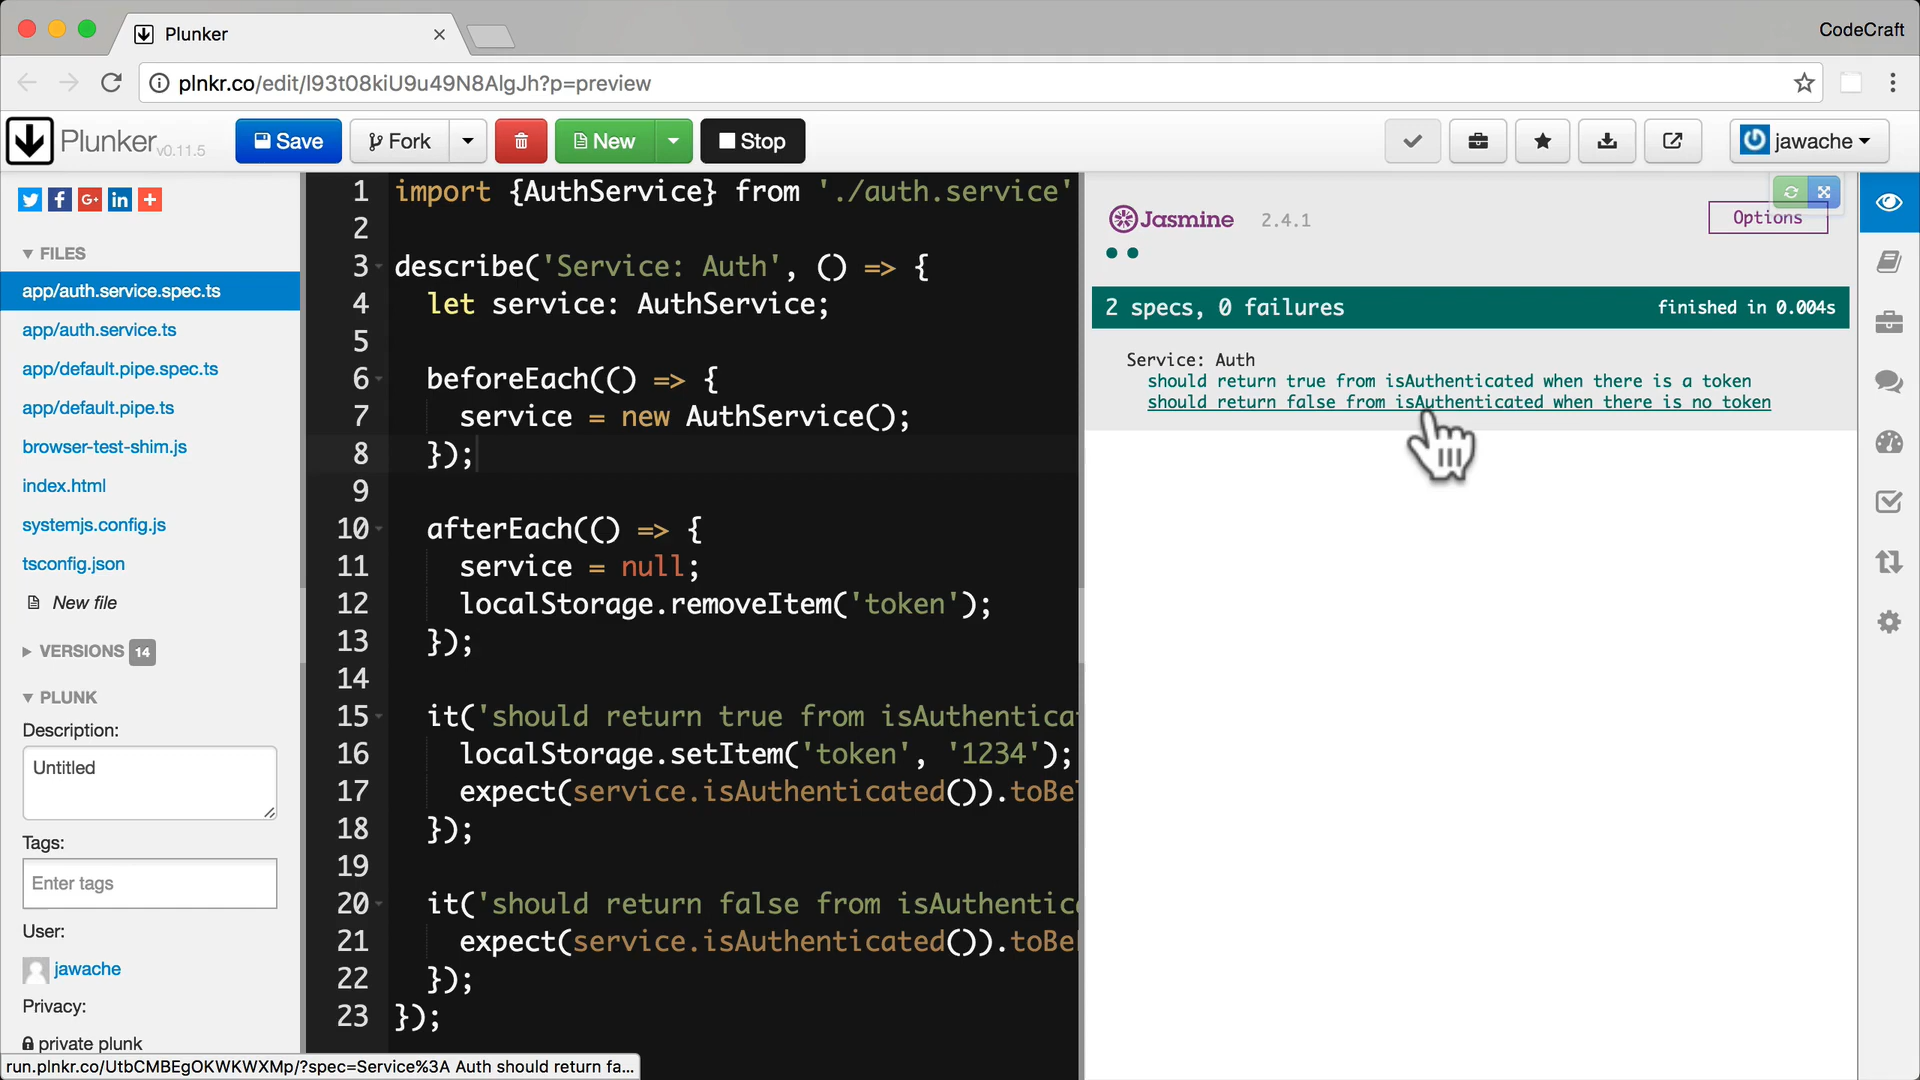 Plunker
CodeCraft
plnkr.co/edit/l93t08kiU9u49N8AlgJh?p=preview
Plunker v0.11.5
Save
Fork
New
Stop
jawache
FILES
app/auth.service.spec.ts
app/auth.service.ts
app/default.pipe.spec.ts
app/default.pipe.ts
browser-test-shim.js
index.html
systemjs.config.js
tsconfig.json
New file
VERSIONS 14
PLUNK
Description:
Untitled
Tags:
Enter tags
User:
jawache
Privacy:
private plunk
run.plnkr.co/UtbCMBEgOKWKWXMp/?spec=Service%3A Auth should return fa...
1 import {AuthService} from './auth.service'
2
3 describe('Service: Auth', () => {
4 let service: AuthService;
5
6 beforeEach(() => {
7 service = new AuthService();
8 });
9
10 afterEach(() => {
11 service = null;
12 localStorage.removeItem('token');
13 });
14
15 it('should return true from isAuthentica
16 localStorage.setItem('token', '1234');
17 expect(service.isAuthenticated()).toBe
18 });
19
20 it('should return false from isAuthentic
21 expect(service.isAuthenticated()).toBe
22 });
23 });
Jasmine 2.4.1
Options
2 specs, 0 failures
finished in 0.004s
Service: Auth
should return true from isAuthenticated when there is a token
should return false from isAuthenticated when there is no token